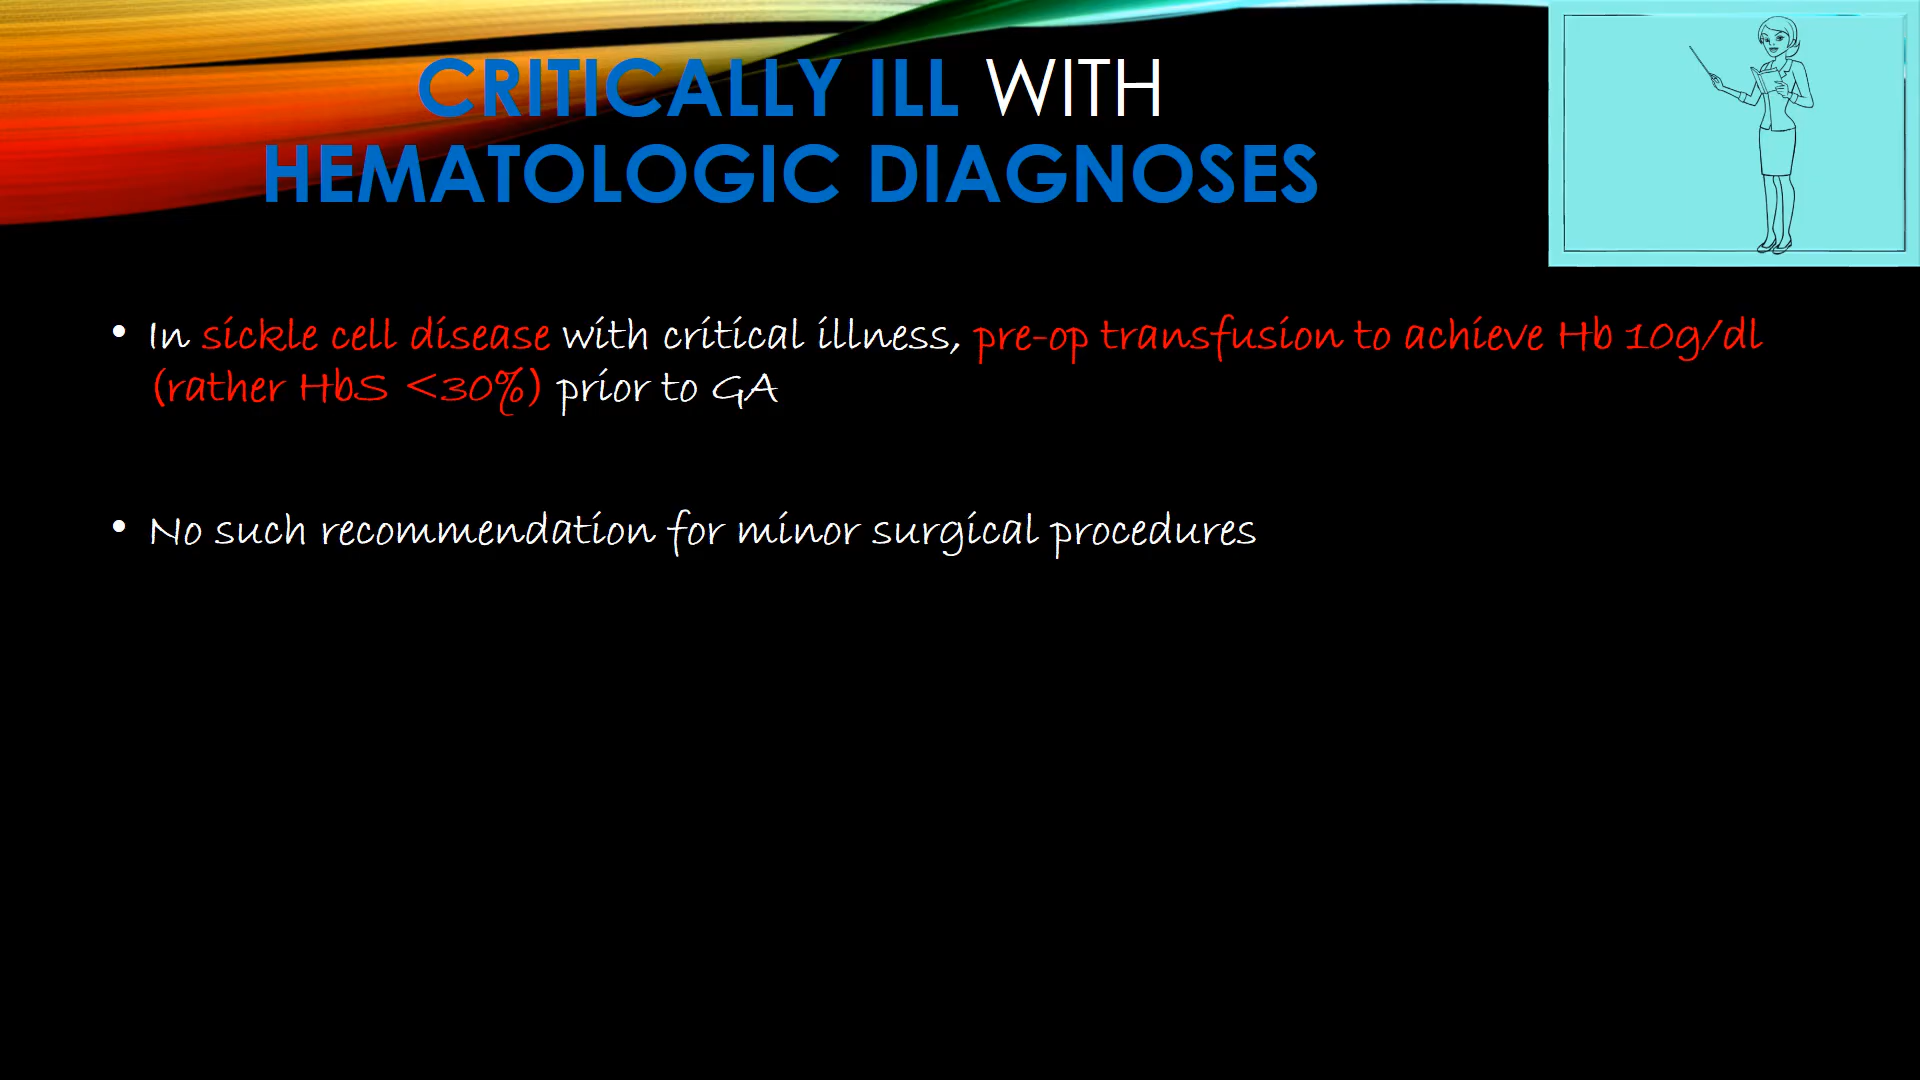 CRITICALLY ILL WITH
HEMATOLOGIC DIAGNOSES
• In sickle cell disease with critical illness, pre-op transfusion to achieve Hb 10g/dl
(rather HbS <30%) prior to GA
• No such recommendation for minor surgical procedures